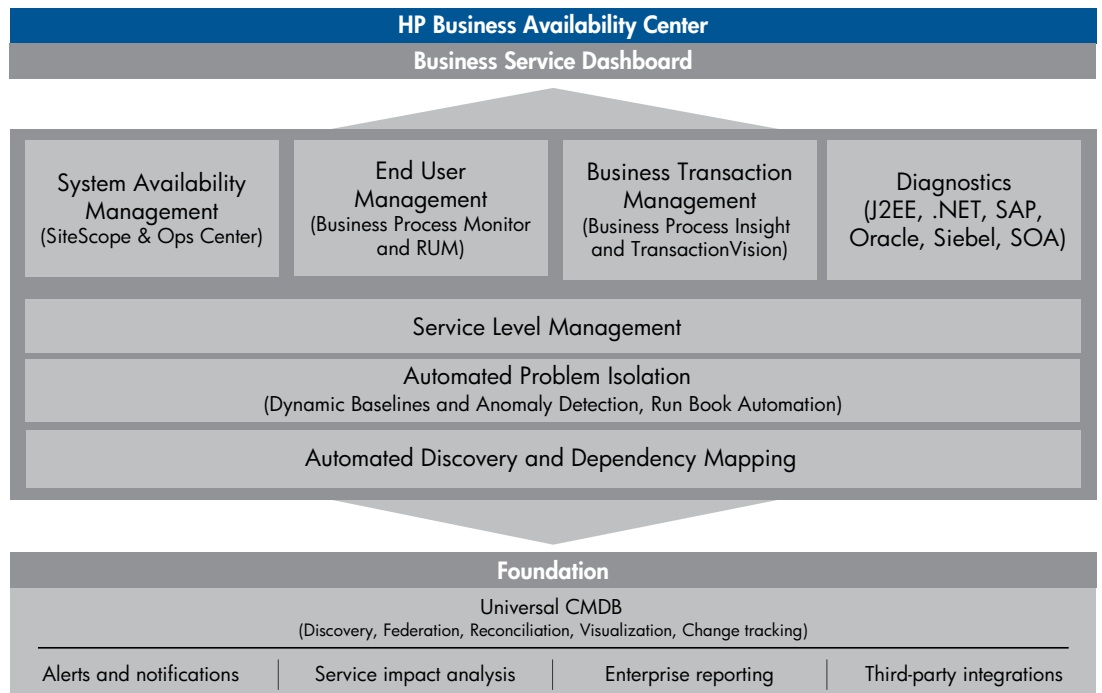 HP Business Availability Center
Business Service Dashboard
System Availability
Management
(SiteScope & Ops Center)
End User
Management
(Business Process Monitor
and RUM)
Business Transaction
Management
(Business Process Insight
and TransactionVision)
Diagnostics
(J2EE, .NET, SAP,
Oracle, Siebel, SOA)
Service Level Management
Automated Problem Isolation
(Dynamic Baselines and Anomaly Detection, Run Book Automation)
Automated Discovery and Dependency Mapping
Foundation
Universal CMDB
(Discovery, Federation, Reconciliation, Visualization, Change tracking)
Alerts and notifications
Service impact analysis
Enterprise reporting
Third-party integrations